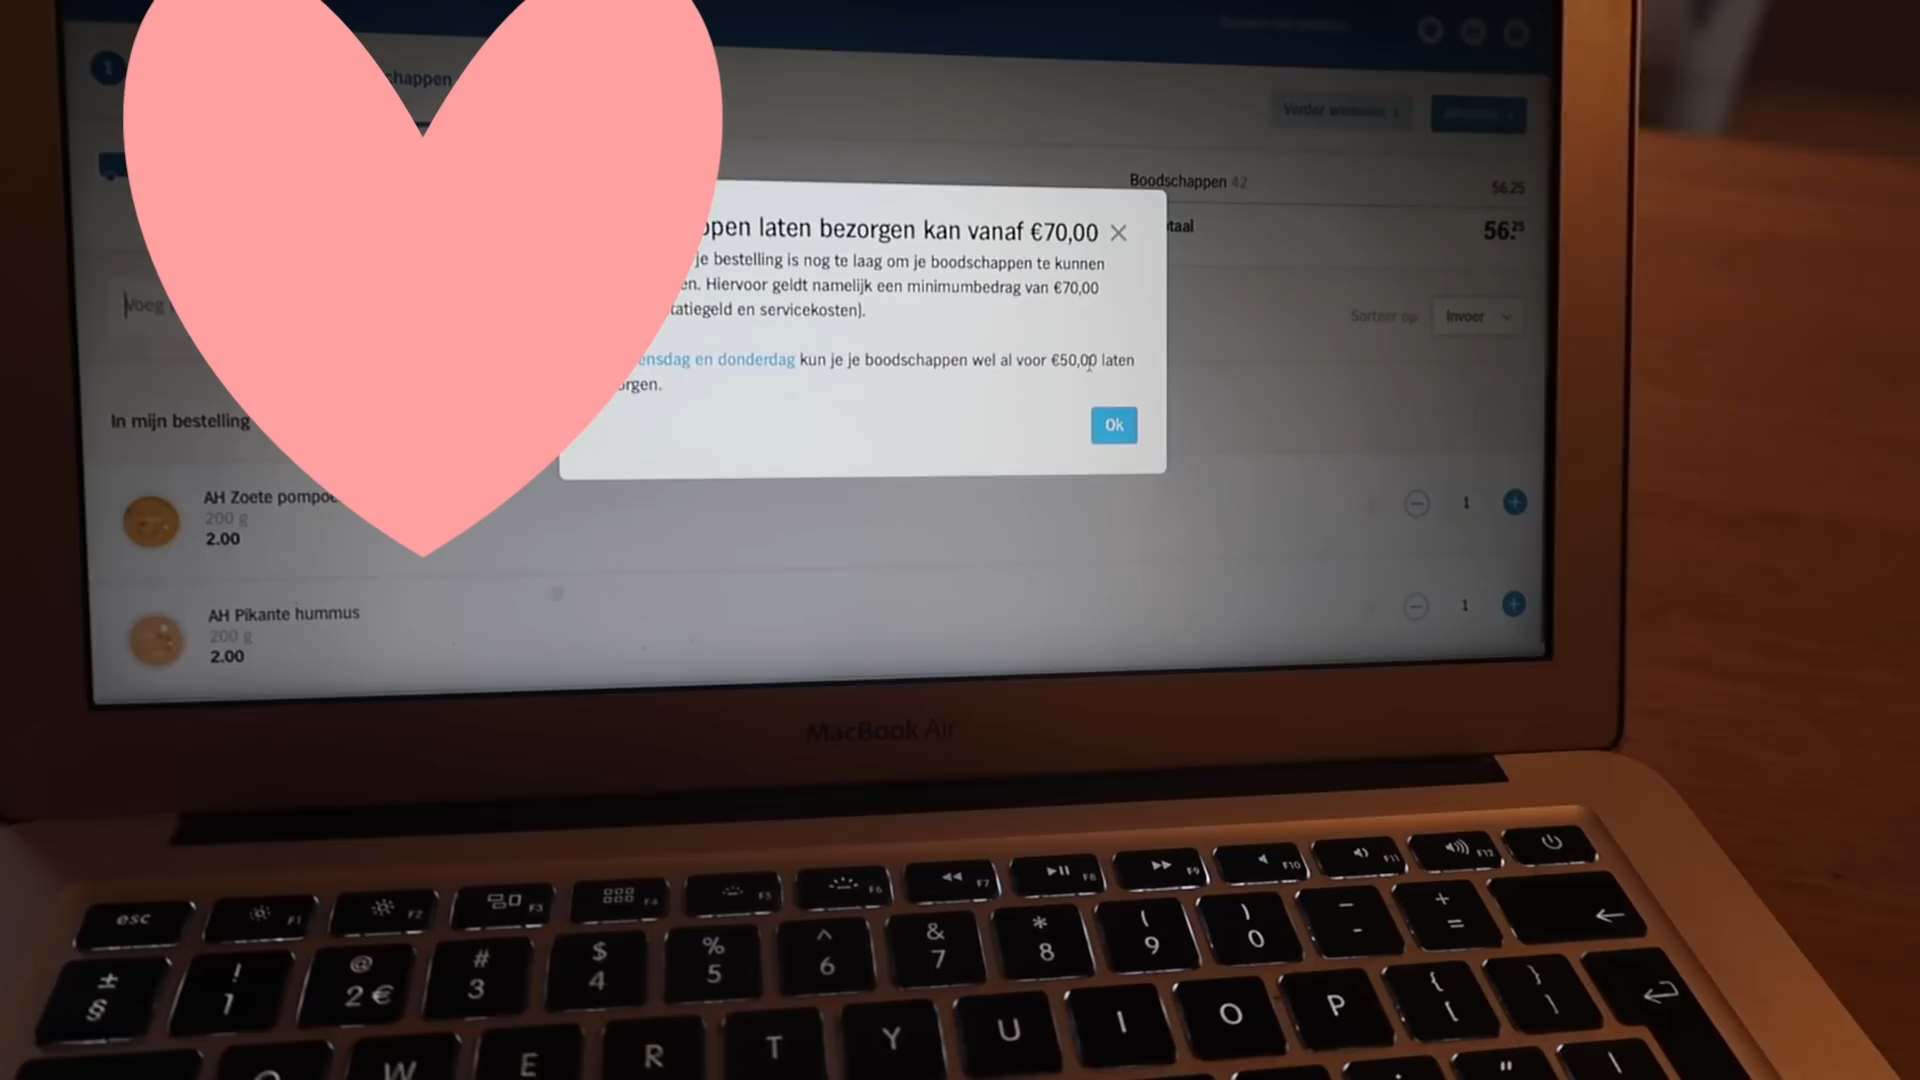 1
chappen
Verder winkelen
Boodschappen 42
56.25
taal
56.25
Voeg
Sorteer op
Invoer
ppen laten bezorgen kan vanaf €70,00
je bestelling is nog te laag om je boodschappen te kunnen
en. Hiervoor geldt namelijk een minimumbedrag van €70,00
tatiegeld en servicekosten).
ensdag en donderdag kun je je boodschappen wel al voor €50,00 laten
orgen.
Ok
In mijn bestelling
AH Zoete pompoe
200 g
2.00
1
AH Pikante hummus
200 g
2.00
1
MacBook Air
esc F1 F2 F3 F4 F5 F6 F7 F8 F9 F10 F11 F12
± ! @ # $ % ^ & * ( ) – +
§ 1 2 € 3 4 5 6 7 8 9 0 - =
W E R T Y U I O P { [ } ]
" \